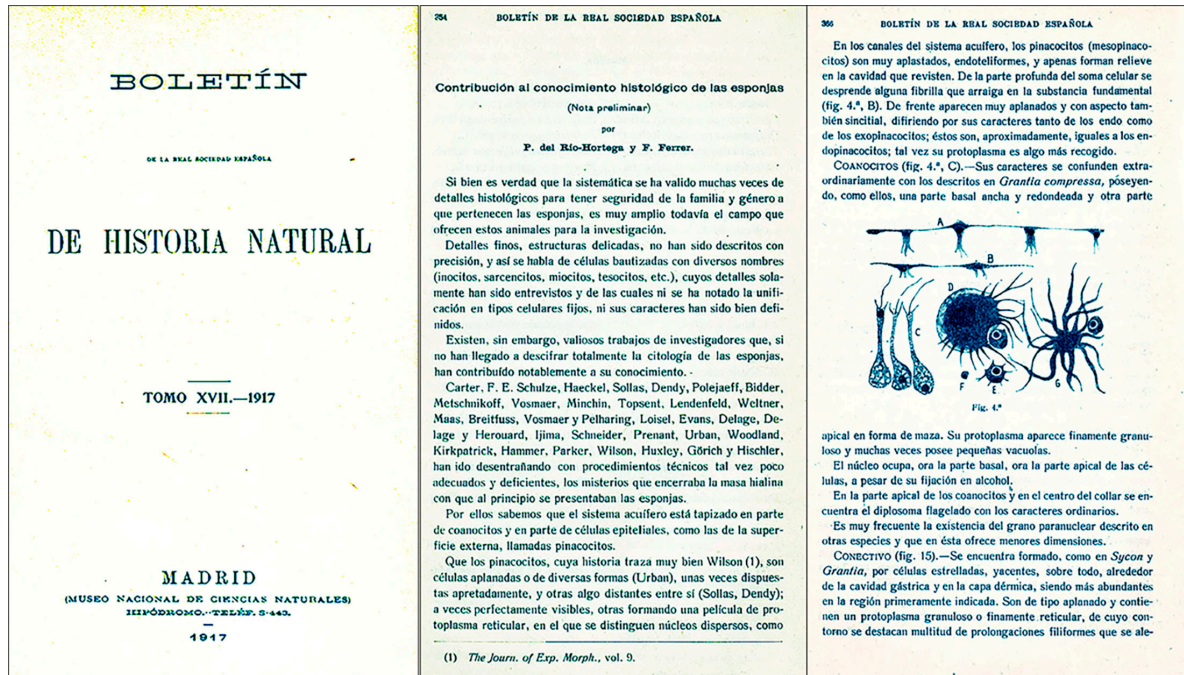 BOLETÍN
DE LA REAL SOCIEDAD ESPAÑOLA
DE HISTORIA NATURAL
TOMO XVII.—1917
MADRID
(MUSEO NACIONAL DE CIENCIAS NATURALES)
HIPÓDROMO.-TELÉF. S-443.
1917
254 BOLETÍN DE LA REAL SOCIEDAD ESPAÑOLA
Contribución al conocimiento histológico de las esponjas
(Nota preliminar)
por
P. del Río-Hortega y F. Ferrer.
Si bien es verdad que la sistemática se ha valido muchas veces de
detalles histológicos para tener seguridad de la familia y género a
que pertenecen las esponjas, es muy amplio todavía el campo que
ofrecen estos animales para la investigación.
Detalles finos, estructuras delicadas, no han sido descritos con
precisión, y así se habla de células bautizadas con diversos nombres
(inocitos, sarcencitos, miocitos, tesocitos, etc.), cuyos detalles sola-
mente han sido entrevistos y de las cuales ni se ha notado la unifi-
cación en tipos celulares fijos, ni sus caracteres han sido bien defi-
nidos.
Existen, sin embargo, valiosos trabajos de investigadores que, si
no han llegado a descifrar totalmente la citología de las esponjas,
han contribuído notablemente a su conocimiento.
Carter, F. E. Schulze, Haeckel, Sollas, Dendy, Polejaeff, Bidder,
Metschnikoff, Vosmaer, Minchin, Topsent, Lendenfeld, Weltner,
Maas, Breitfuss, Vosmaer y Pelharing, Loisel, Evans, Delage, De-
lage y Herouard, Ijima, Schneider, Prenant, Urban, Woodland,
Kirkpatrick, Hammer, Parker, Wilson, Huxley, Görich y Hischler,
han ido desentrañando con procedimientos técnicos tal vez poco
adecuados y deficientes, los misterios que encerraba la masa hialina
con que al principio se presentaban las esponjas.
Por ellos sabemos que el sistema acuífero está tapizado en parte
de coanocitos y en parte de células epiteliales, como las de la super-
ficie externa, llamadas pinacocitos.
Que los pinacocitos, cuya historia traza muy bien Wilson (1), son
células aplanadas o de diversas formas (Urban), unas veces dispues-
tas apretadamente, y otras algo distantes entre sí (Sollas, Dendy);
a veces perfectamente visibles, otras formando una película de pro-
toplasma reticular, en el que se distinguen núcleos dispersos, como
(1) The Journ. of Exp. Morph., vol. 9.
366 BOLETÍN DE LA REAL SOCIEDAD ESPAÑOLA
En los canales del sistema acuífero, los pinacocitos (mesopinaco-
citos) son muy aplastados, endoteliformes, y apenas forman relieve
en la cavidad que revisten. De la parte profunda del soma celular se
desprende alguna fibrilla que arraiga en la substancia fundamental
(fig. 4.ª, B). De frente aparecen muy aplanados y con aspecto tam-
bién sincitial, difiriendo por sus caracteres tanto de los endo como
de los exopinacocitos; éstos son, aproximadamente, iguales a los en-
dopinacocitos; tal vez su protoplasma es algo más recogido.
COANOCITOS (fig. 4.ª, C).—Sus caracteres se confunden extra-
ordinariamente con los descritos en Grantia compressa, póseyen-
do, como ellos, una parte basal ancha y redondeada y otra parte
A
B
D
C
F
E
G
Fig. 4.ª
apical en forma de maza. Su protoplasma aparece finamente granu-
loso y muchas veces posee pequeñas vacuolas.
El núcleo ocupa, ora la parte basal, ora la parte apical de las cé-
lulas, a pesar de su fijación en alcohol.
En la parte apical de los coanocitos y en el centro del collar se en-
cuentra el diplosoma flagelado con los caracteres ordinarios.
Es muy frecuente la existencia del grano paranuclear descrito en
otras especies y que en ésta ofrece menores dimensiones.
CONECTIVO (fig. 15).—Se encuentra formado, como en Sycon y
Grantia, por células estrelladas, yacentes, sobre todo, alrededor
de la cavidad gástrica y en la capa dérmica, siendo más abundantes
en la región primeramente indicada. Son de tipo aplanado y contie-
nen un protoplasma granuloso o finamente reticular, de cuyo con-
torno se destacan multitud de prolongaciones filiformes que se ale-